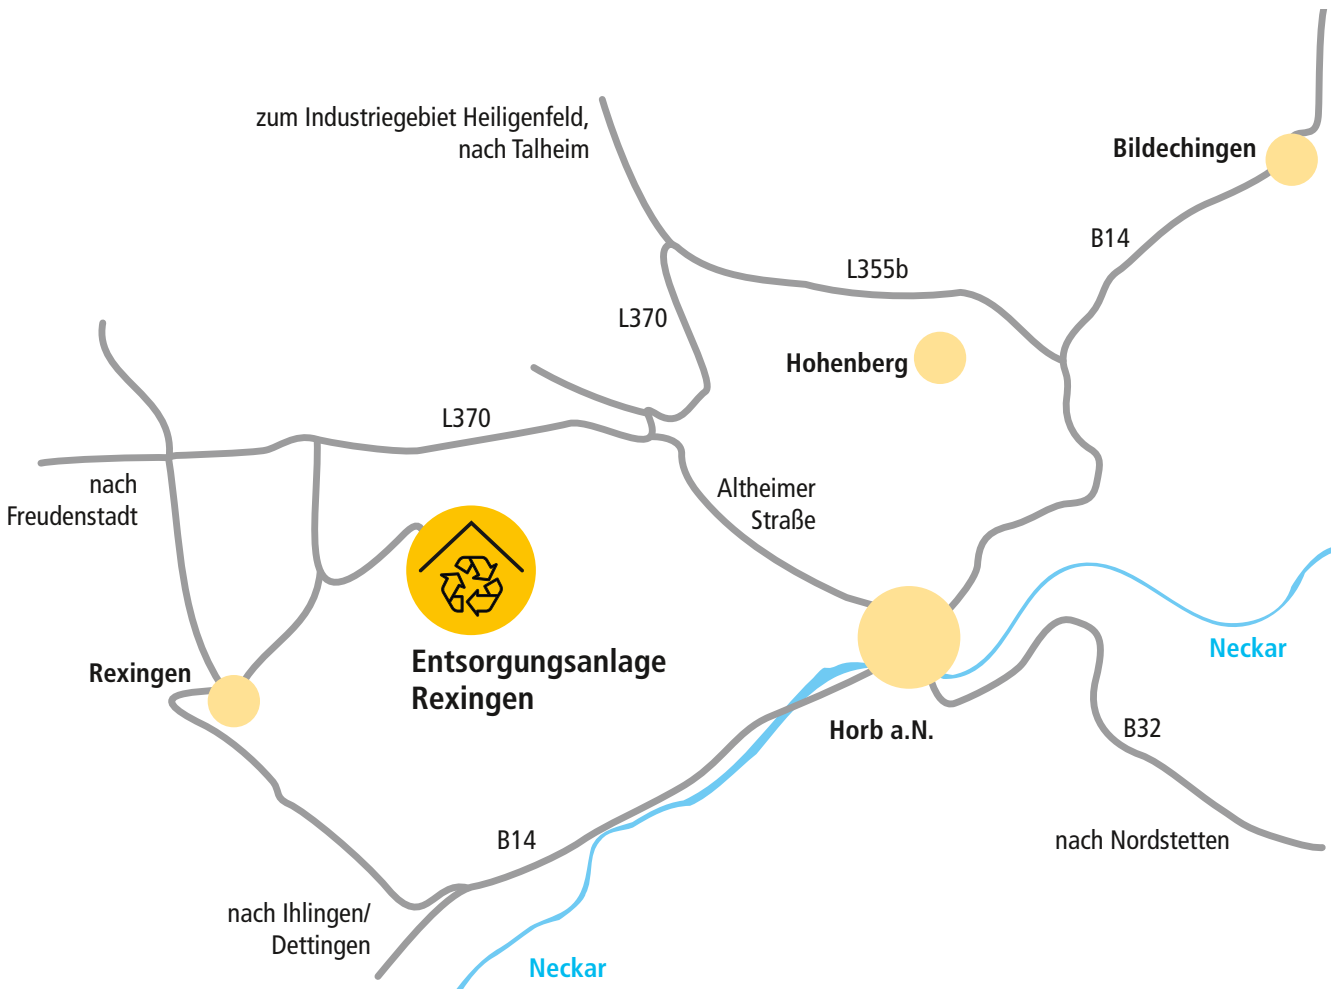 zum Industriegebiet Heiligenfeld,
nach Talheim
Bildechingen
B14
L355b
L370
Hohenberg
L370
nach
Freudenstadt
Altheimer
Straße
Neckar
Entsorgungsanlage
Rexingen
Rexingen
Horb a.N.
B32
B14
nach Nordstetten
nach Ihlingen/
Dettingen
Neckar